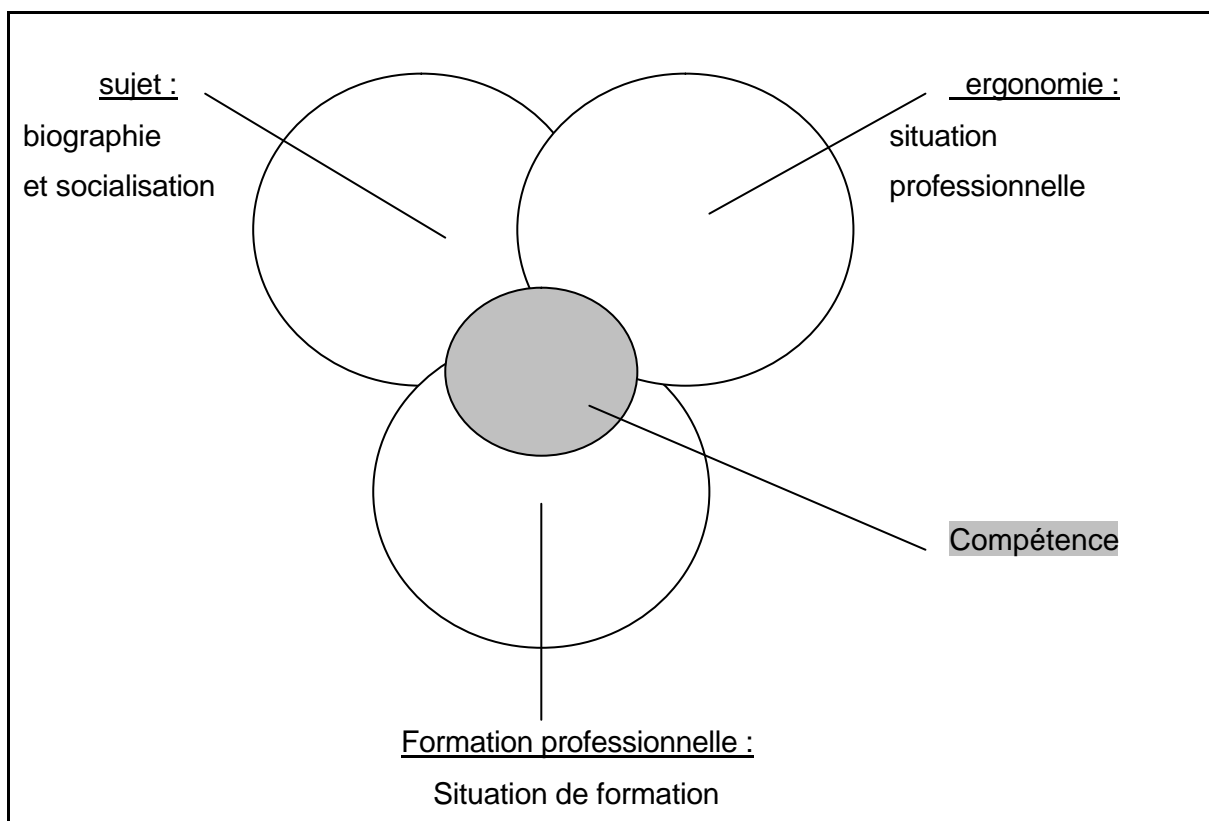 sujet :
biographie
et socialisation
ergonomie :
situation
professionnelle
Compétence
Formation professionnelle :
Situation de formation